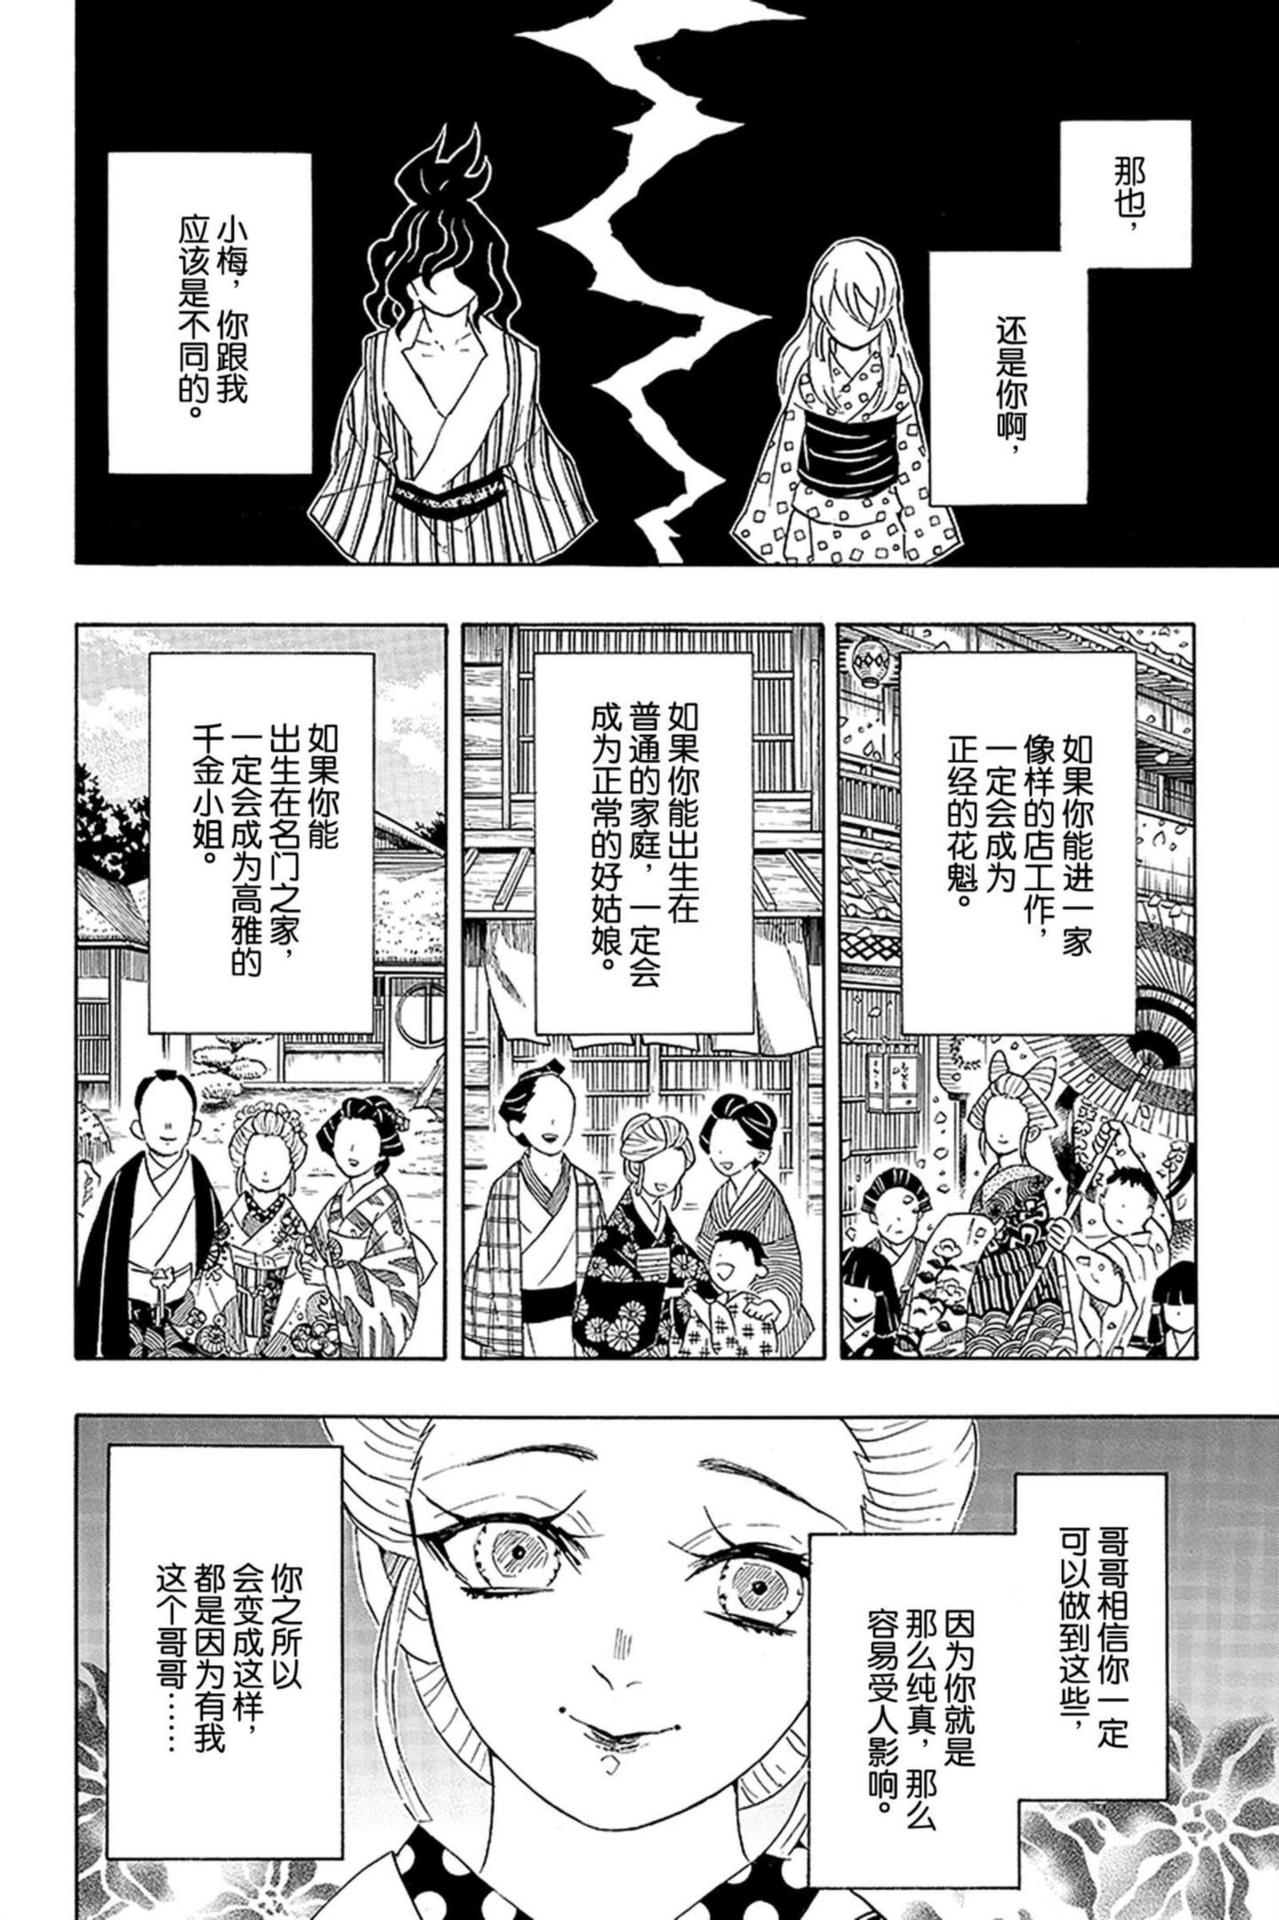 那也，
还是你啊，
小梅，你跟我
应该是不同的。
如果你能进一家
像样的店工作，
一定会成为
正经的花魁。
如果你能出生在
普通的家庭，一定会
成为正常的好姑娘。
如果你能
出生在名门之家，
一定会成为高雅的
千金小姐。
哥哥相信你一定
可以做到这些，
因为你就是
那么纯真，那么
容易受人影响。
你之所以
会变成这样，
都是因为有我
这个哥哥……